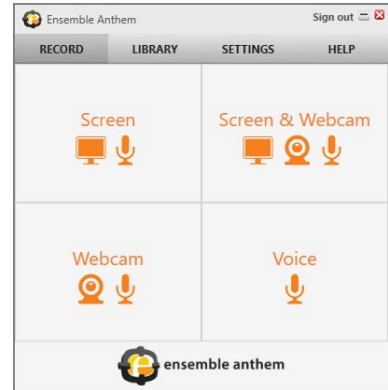 Ensemble Anthem Sign out
RECORD LIBRARY SETTINGS HELP
Screen Screen & Webcam
Webcam Voice
ensemble anthem